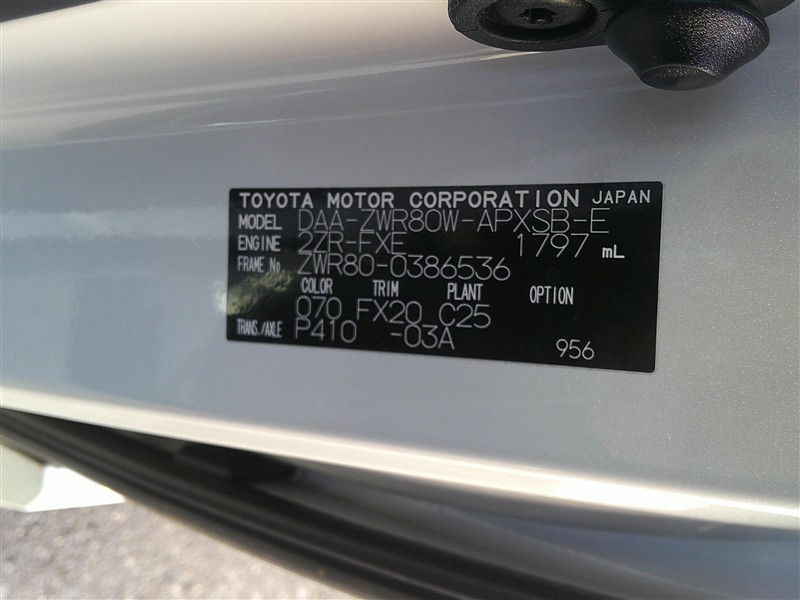 TOYOTA MOTOR CORPORATION JAPAN
MODEL DAA-ZWR80W-APXSB-E
ENGINE 2ZR-FXE 1797 mL
FRAME No. ZWR80-0386536
COLOR TRIM PLANT OPTION
070 FX20 C25
TRANS./AXLE P410 -03A 956